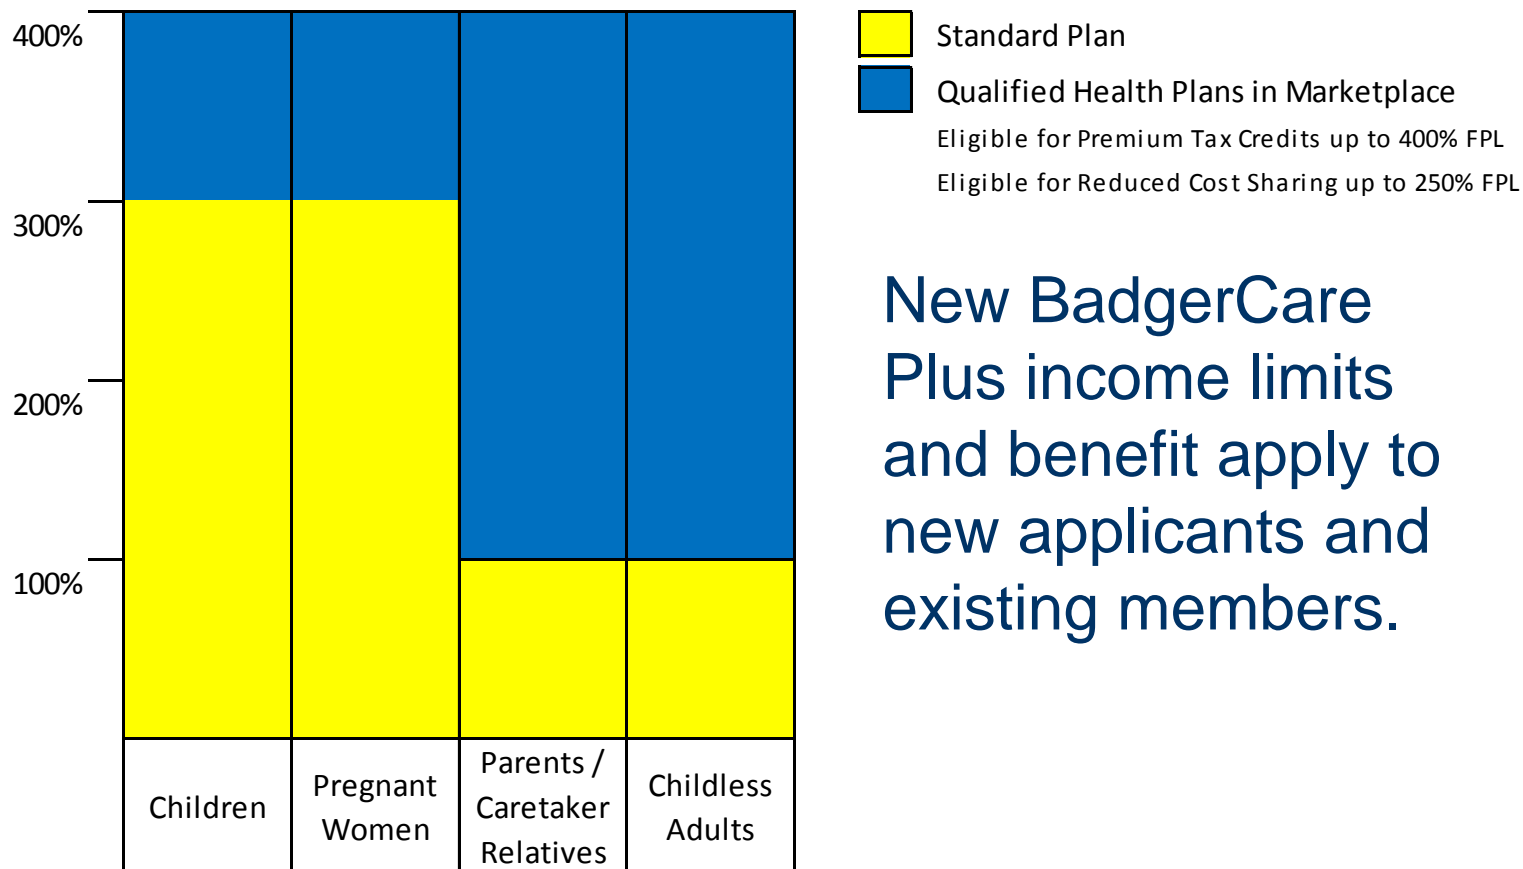 400%
300%
200%
100%
Children
Pregnant
Women
Parents /
Caretaker
Relatives
Childless
Adults
Standard Plan
Qualified Health Plans in Marketplace
Eligible for Premium Tax Credits up to 400% FPL
Eligible for Reduced Cost Sharing up to 250% FPL
New BadgerCare
Plus income limits
and benefit apply to
new applicants and
existing members.